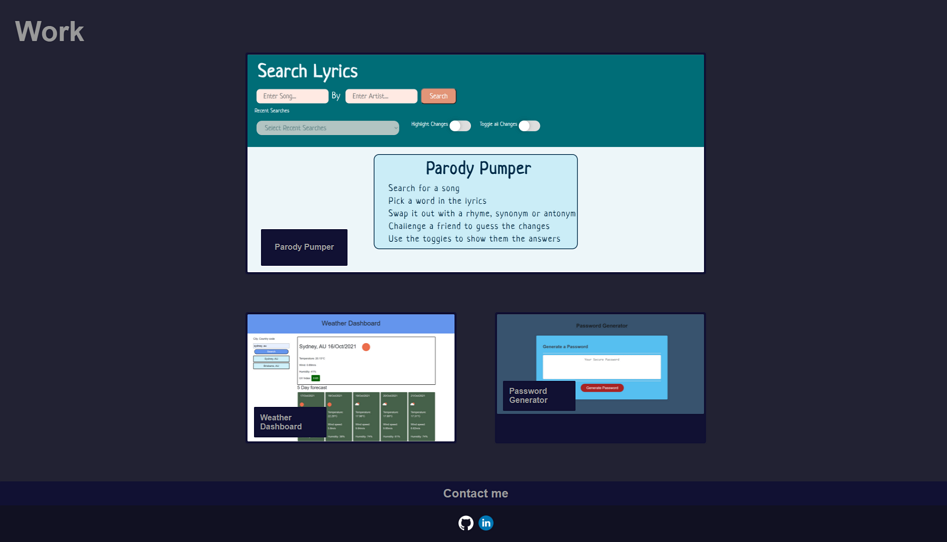 Work
Search Lyrics
Enter Song... By Enter Artist... Search
Recent Searches
Select Recent Searches Highlight Changes Toggle all Changes
Parody Pumper
Search for a song
Pick a word in the lyrics
Swap it out with a rhyme, synonym or antonym
Challenge a friend to guess the changes
Use the toggles to show them the answers
Parody Pumper
Weather Dashboard
Sydney, AU 16/Oct/2021
Search
5 Day forecast
Weather
Dashboard
Password Generator
Generate a Password
Your Secure Password
Generate Password
Password
Generator
Contact me
in